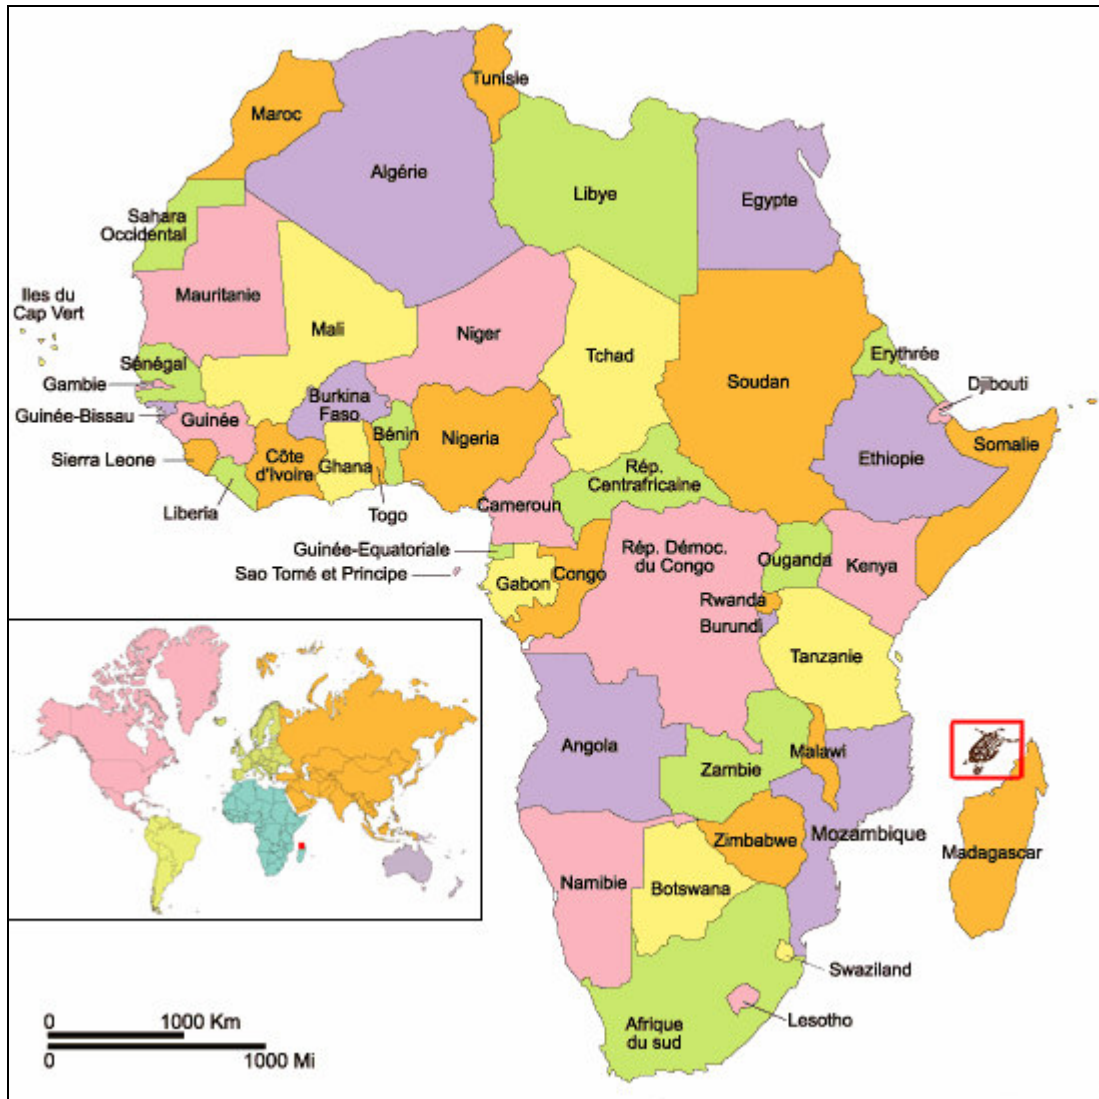 Tunisie
Maroc
Algérie
Libye
Egypte
Sahara
Occidental
Iles du
Cap Vert
Mauritanie
Mali
Niger
Tchad
Soudan
Erythrée
Djibouti
Sénégal
Gambie
Guinée-Bissau
Guinée
Burkina
Faso
Bénin
Nigeria
Ethiopie
Somalie
Sierra Leone
Côte
d'Ivoire
Ghana
Rép.
Centrafricaine
Liberia
Togo
Cameroun
Guinée-Equatoriale
Sao Tomé et Principe
Gabon
Congo
Rép. Démoc.
du Congo
Ouganda
Kenya
Rwanda
Burundi
Tanzanie
Angola
Zambie
Malawi
Mozambique
Zimbabwe
Madagascar
Namibie
Botswana
Swaziland
Lesotho
Afrique
du sud
0 1000 Km
0 1000 Mi